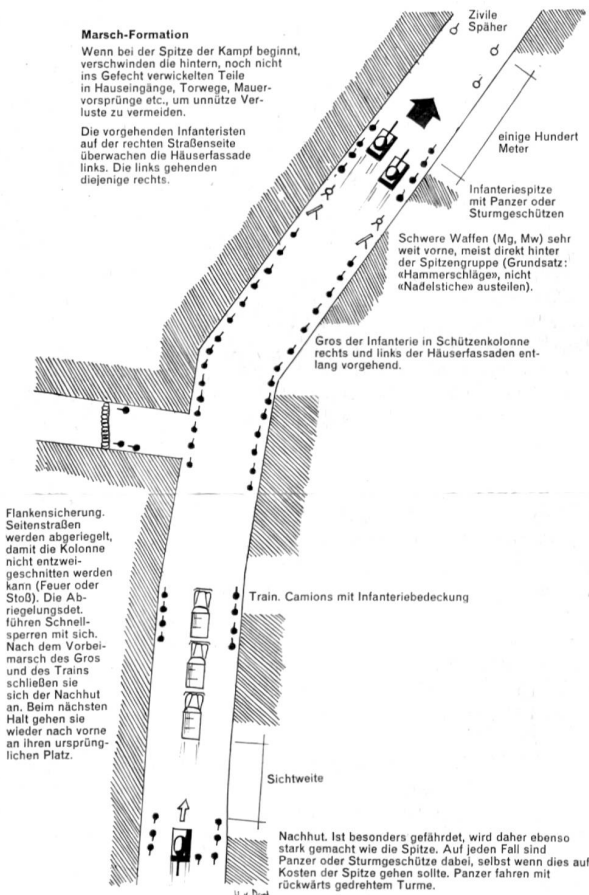 Marsch-Formation
Wenn bei der Spitze der Kampf beginnt,
verschwinden die hintern, noch nicht
ins Gefecht verwickelten Teile
in Hauseingänge, Torwege, Mauer-
vorsprünge etc., um unnütze Ver-
luste zu vermeiden.
Die vorgehenden Infanteristen
auf der rechten Straßenseite
überwachen die Häuserfassade
links. Die links gehenden
diejenige rechts.
Zivile
Späher
einige Hundert
Meter
Infanteriespitze
mit Panzer oder
Sturmgeschützen
Schwere Waffen (Mg, Mw) sehr
weit vorne, meist direkt hinter
der Spitzengruppe (Grundsatz:
«Hammerschläge», nicht
«Nadelstiche» austeilen).
Gros der Infanterie in Schützenkolonne
rechts und links der Häuserfassaden ent-
lang vorgehend.
Flankensicherung.
Seitenstraßen
werden abgeriegelt,
damit die Kolonne
nicht entzwei-
geschnitten werden
kann (Feuer oder
Stoß). Die Ab-
riegelungsdet.
führen Schnell-
sperren mit sich.
Nach dem Vorbei-
marsch des Gros
und des Trains
schließen sie
sich der Nachhut
an. Beim nächsten
Halt gehen sie
wieder nach vorne
an ihren ursprüng-
lichen Platz.
Train. Camions mit Infanteriebedeckung
Sichtweite
Nachhut. Ist besonders gefährdet, wird daher ebenso
stark gemacht wie die Spitze. Auf jeden Fall sind
Panzer oder Sturmgeschütze dabei, selbst wenn dies auf
Kosten der Spitze gehen sollte. Panzer fahren mit
rückwärts gedrehtem Turme.